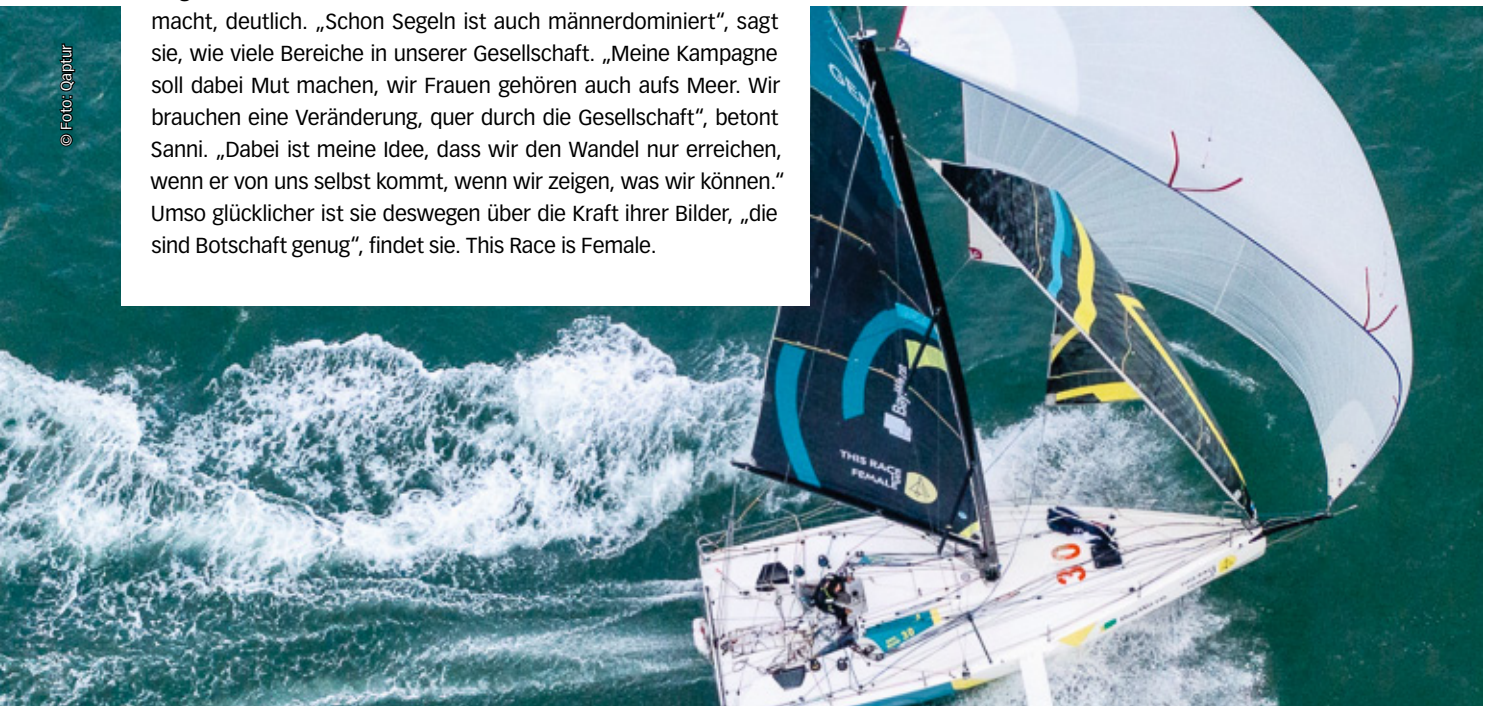 macht, deutlich. „Schon Segeln ist auch männerdominiert“, sagt
sie, wie viele Bereiche in unserer Gesellschaft. „Meine Kampagne
soll dabei Mut machen, wir Frauen gehören auch aufs Meer. Wir
brauchen eine Veränderung, quer durch die Gesellschaft“, betont
Sanni. „Dabei ist meine Idee, dass wir den Wandel nur erreichen,
wenn er von uns selbst kommt, wenn wir zeigen, was wir können.“
Umso glücklicher ist sie deswegen über die Kraft ihrer Bilder, „die
sind Botschaft genug“, findet sie. This Race is Female.
© Foto: Qaptur
THIS RACE
30
30